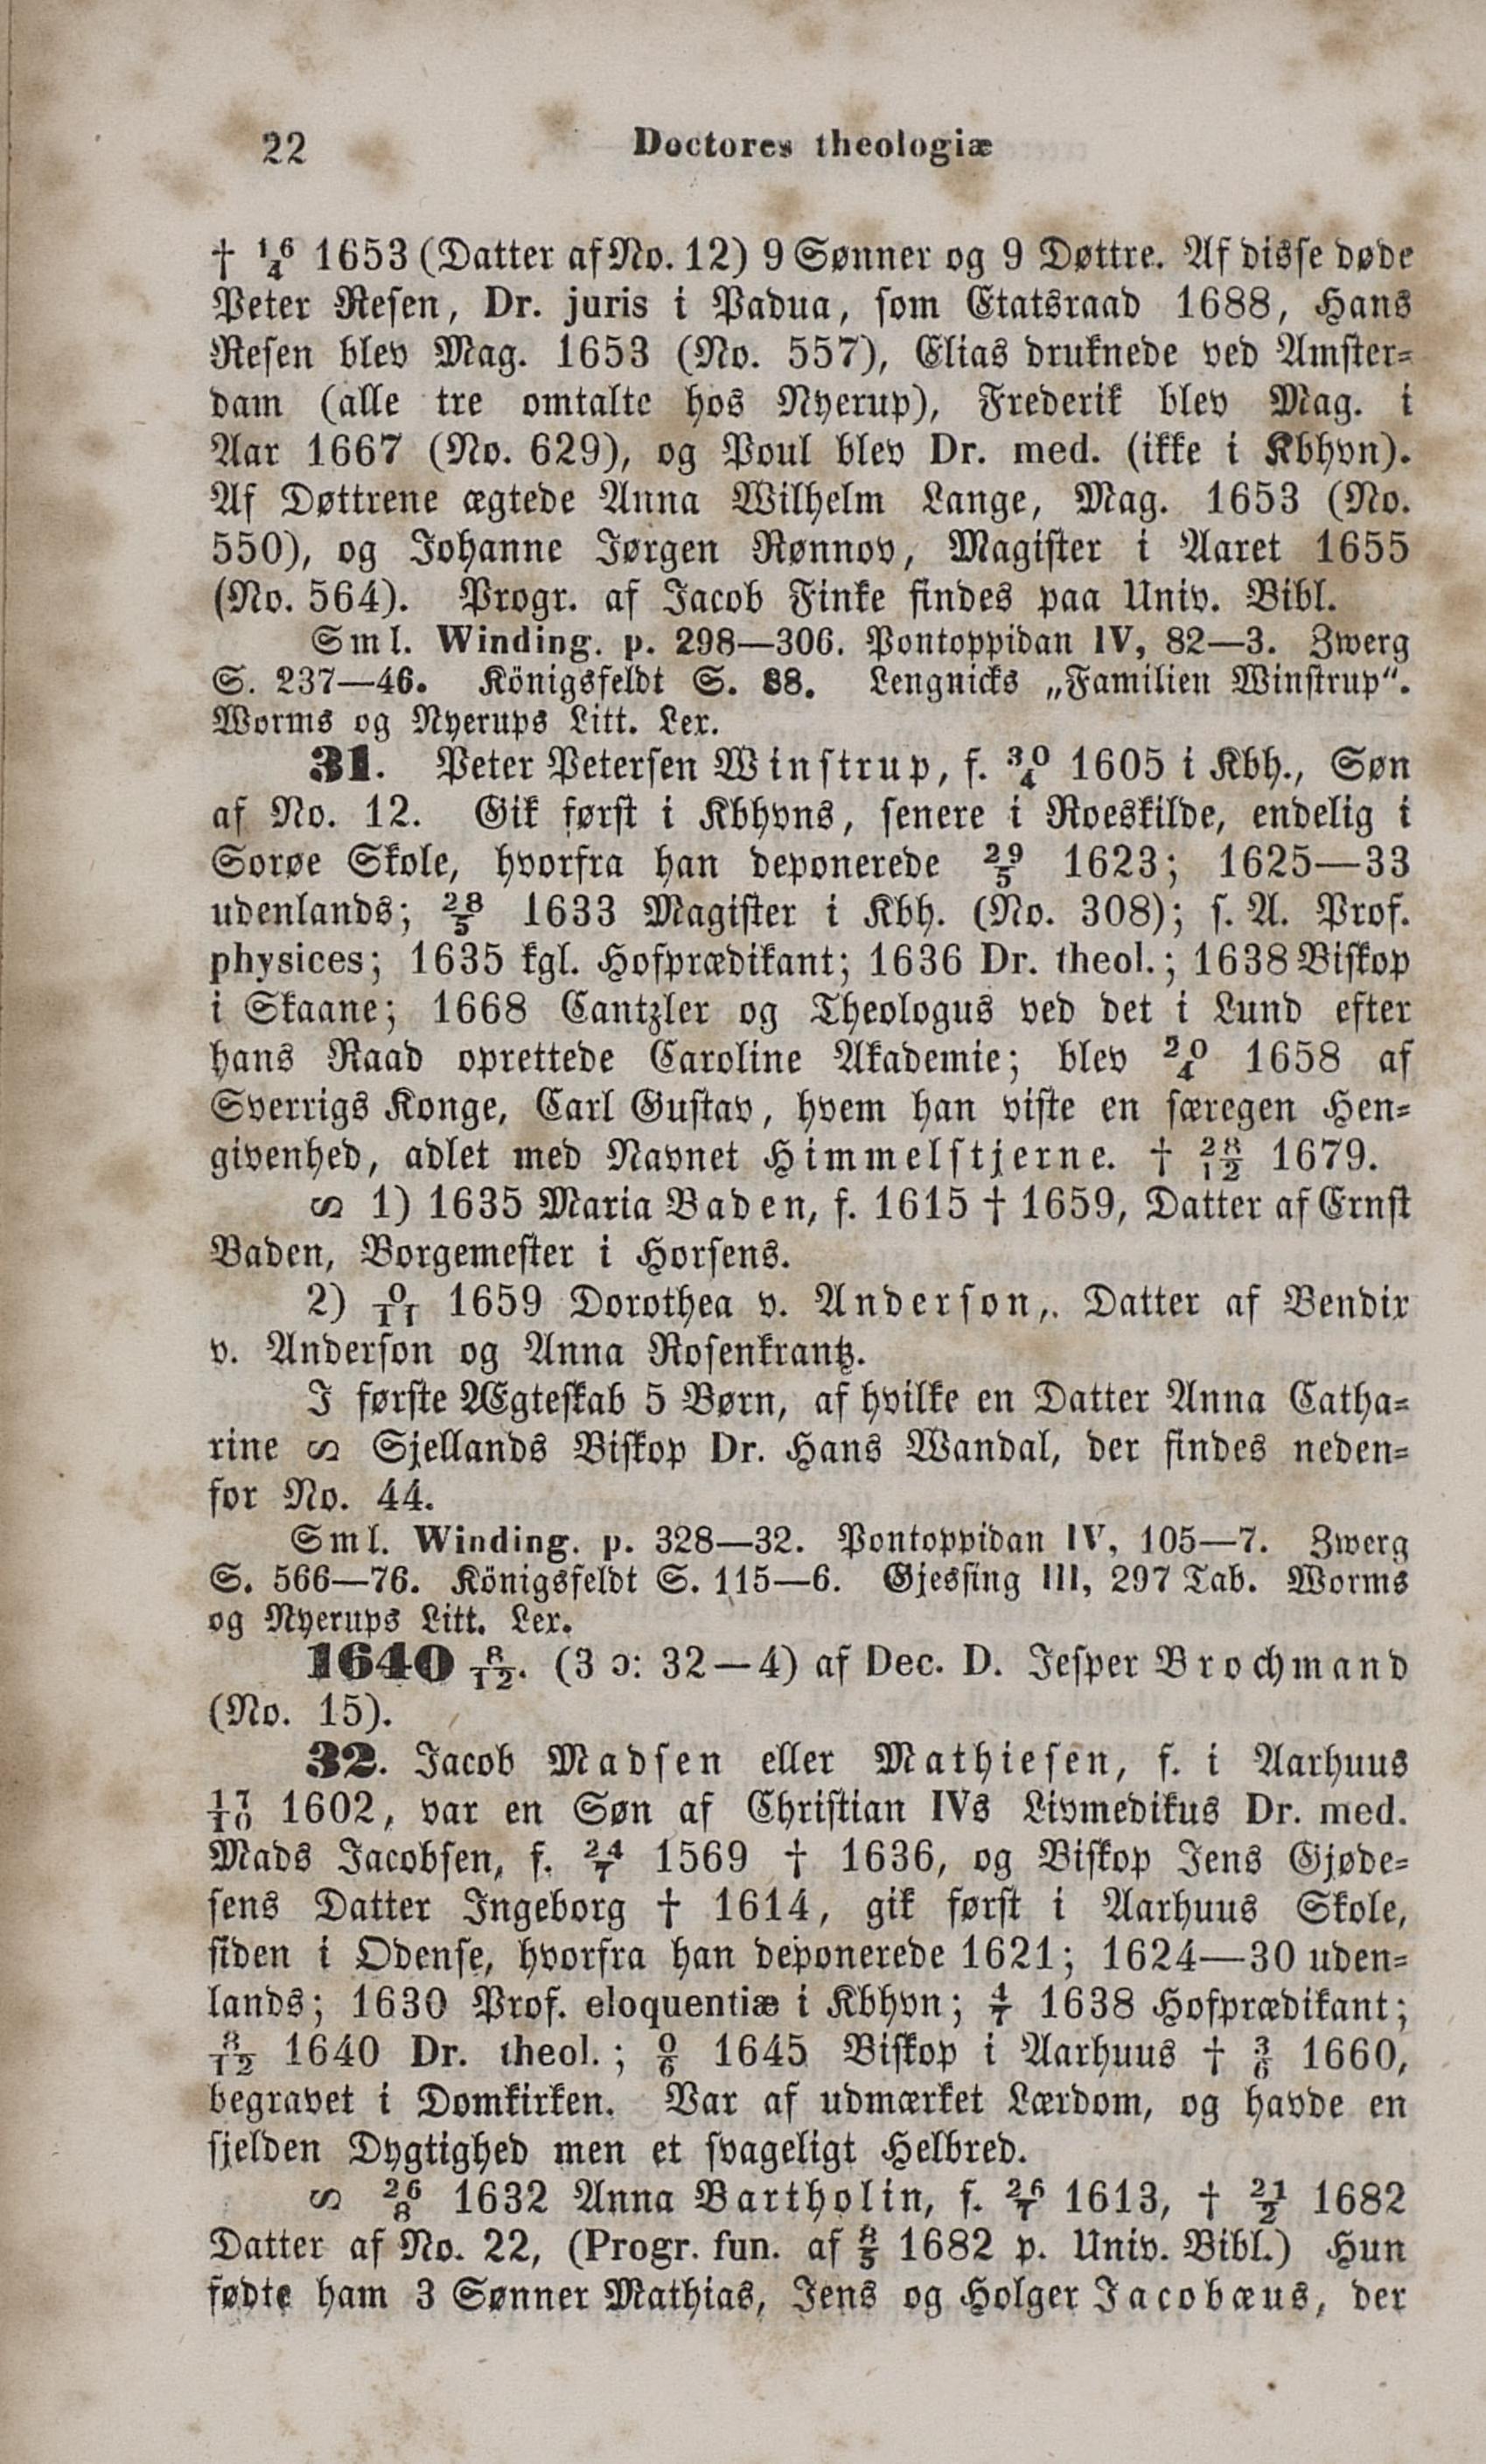 22 Doctores theologiæ
† 16/4 1653 (Datter af No. 12) 9 Sønner og 9 Døttre. Af disse døde
Peter Resen, Dr. juris i Padua, som Etatsraad 1688, Hans
Resen blev Mag. 1653 (No. 557), Elias druknede ved Amster-
dam (alle tre omtalte hos Nyerup), Frederik blev Mag. i
Aar 1667 (No. 629), og Poul blev Dr. med. (ikke i Kbhvn).
Af Døttrene ægtede Anna Wilhelm Lange, Mag. 1653 (No.
550), og Johanne Jørgen Rønnov, Magister i Aaret 1655
(No. 564). Progr. af Jacob Finke findes paa Univ. Bibl.
Sml. Winding. p. 298—306. Pontoppidan IV, 82—3. Zwerg
S. 237—46. Königsfeldt S. 88. Lengnicks „Familien Winstrup“.
Worms og Nyerups Litt. Lex.
31. Peter Petersen Winstrup, f. 30/4 1605 i Kbh., Søn
af No. 12. Gik først i Kbhvns, senere i Roeskilde, endelig i
Sorøe Skole, hvorfra han deponerede 29/5 1623; 1625—33
udenlands; 28/5 1633 Magister i Kbh. (No. 308); s. A. Prof.
physices; 1635 kgl. Hofprædikant; 1636 Dr. theol.; 1638 Biskop
i Skaane; 1668 Cantzler og Theologus ved det i Lund efter
hans Raad oprettede Caroline Akademie; blev 20/4 1658 af
Sverrigs Konge, Carl Gustav, hvem han viste en særegen Hen-
givenhed, adlet med Navnet Himmelstjerne. † 28/12 1679.
∽ 1) 1635 Maria Baden, f. 1615 † 1659, Datter af Ernst
Baden, Borgemester i Horsens.
2) 0/11 1659 Dorothea v. Anderson,. Datter af Bendix
v. Anderson og Anna Rosenkrantz.
I første Ægteskab 5 Børn, af hvilke en Datter Anna Catha-
rine ∽ Sjellands Biskop Dr. Hans Wandal, der findes neden-
for No. 44.
Sml. Winding. p. 328—32. Pontoppidan IV, 105—7. Zwerg
S. 566—76. Königsfeldt S. 115—6. Gjessing III, 297 Tab. Worms
og Nyerups Litt. Lex.
1640 8/12. (3 ɔ: 32—4) af Dec. D. Jesper Brochmand
(No. 15).
32. Jacob Madsen eller Mathiesen, f. i Aarhuus
17/10 1602, var en Søn af Christian IVs Livmedikus Dr. med.
Mads Jacobsen, f. 24/7 1569 † 1636, og Biskop Jens Gjøde-
sens Datter Ingeborg † 1614, gik først i Aarhuus Skole,
siden i Odense, hvorfra han deponerede 1621; 1624—30 uden-
lands; 1630 Prof. eloquentiæ i Kbhvn; 4/7 1638 Hofprædikant;
8/12 1640 Dr. theol.; 0/6 1645 Biskop i Aarhuus † 3/6 1660,
begravet i Domkirken. Var af udmærket Lærdom, og havde en
sjelden Dygtighed men et svageligt Helbred.
∽ 26/8 1632 Anna Bartholin, f. 26/7 1613, † 21/2 1682
Datter af No. 22, (Progr. fun. af 8/5 1682 p. Univ. Bibl.) Hun
fødte ham 3 Sønner Mathias, Jens og Holger Jacobæus, der